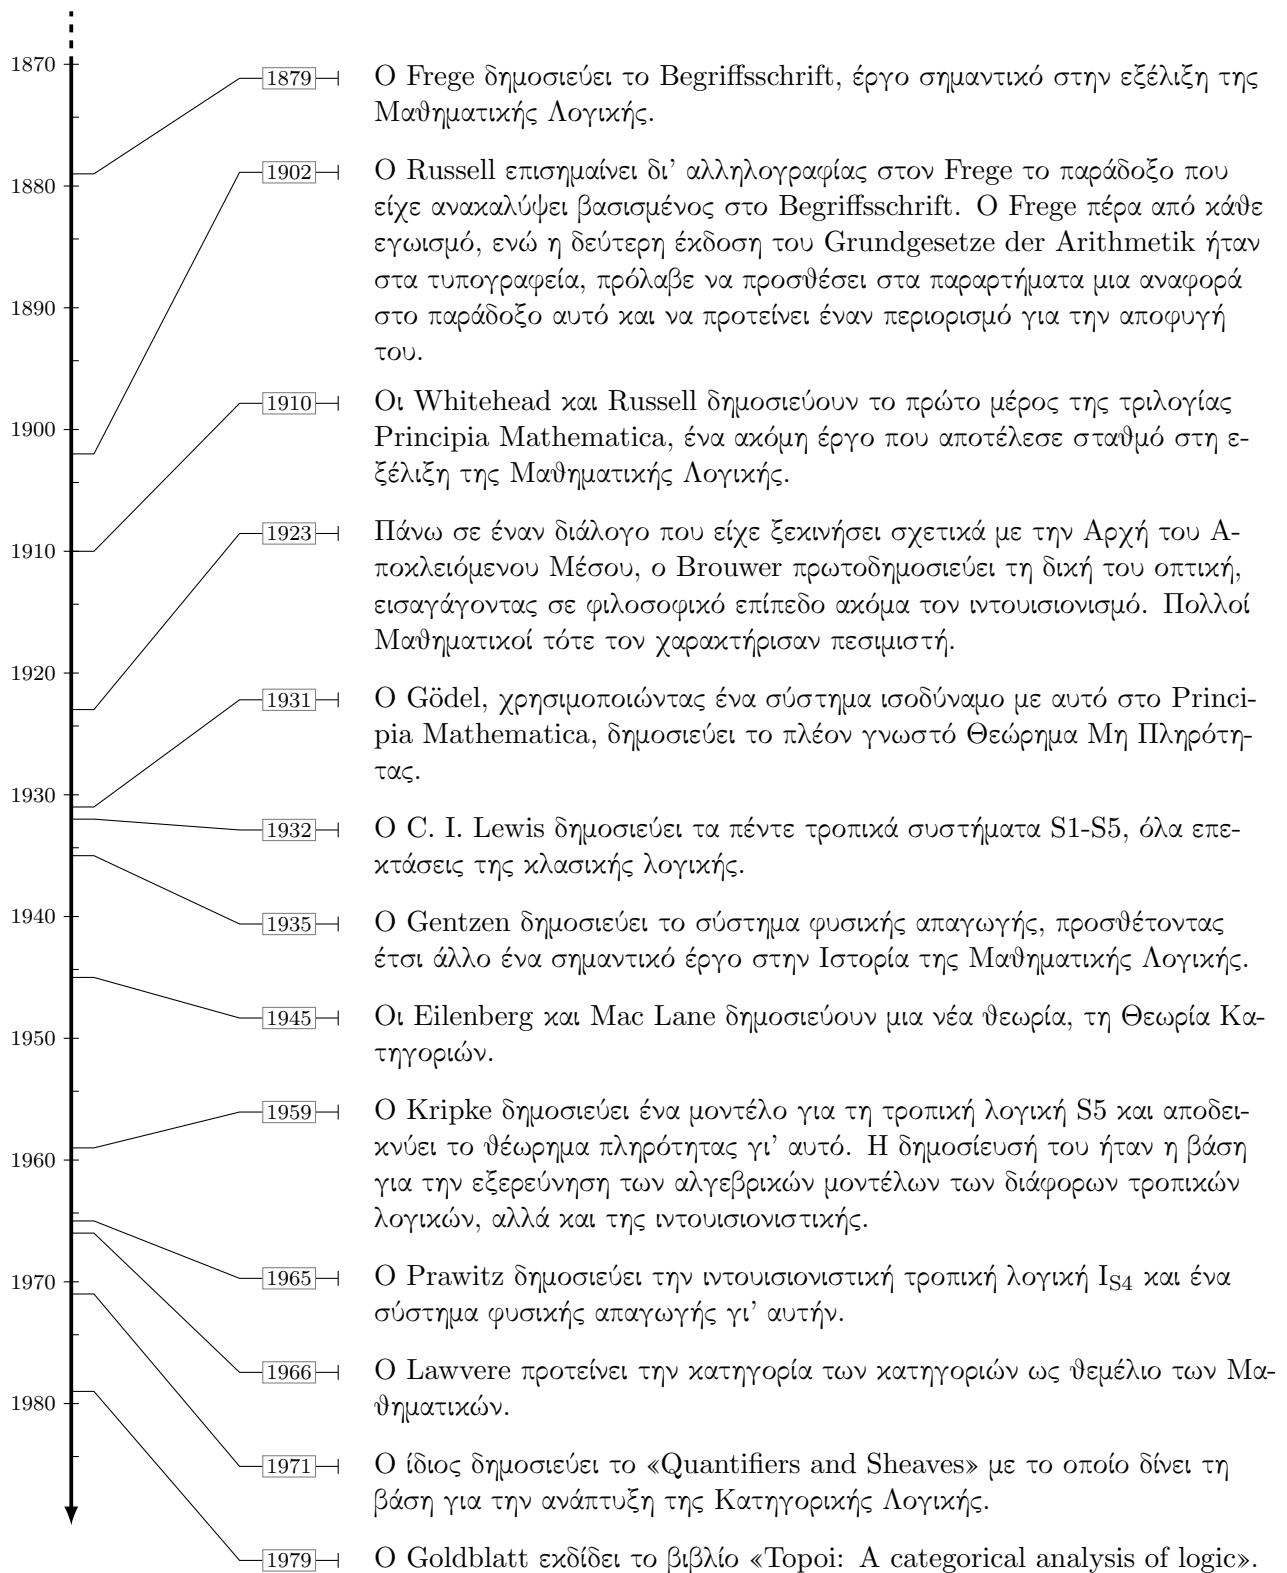 1870
1879 Ο Frege δημοσιεύει το Begriffsschrift, έργο σημαντικό στην εξέλιξη της
Μαθηματικής Λογικής.
1902 Ο Russell επισημαίνει δι’ αλληλογραφίας στον Frege το παράδοξο που
1880
είχε ανακαλύψει βασισμένος στο Begriffsschrift. Ο Frege πέρα από κάθε
εγωισμό, ενώ η δεύτερη έκδοση του Grundgesetze der Arithmetik ήταν
στα τυπογραφεία, πρόλαβε να προσθέσει στα παραρτήματα μια αναφορά
1890
στο παράδοξο αυτό και να προτείνει έναν περιορισμό για την αποφυγή
του.
1910 Οι Whitehead και Russell δημοσιεύουν το πρώτο μέρος της τριλογίας
1900
Principia Mathematica, ένα ακόμη έργο που αποτέλεσε σταθμό στη ε-
ξέλιξη της Μαθηματικής Λογικής.
1923 Πάνω σε έναν διάλογο που είχε ξεκινήσει σχετικά με την Αρχή του Α-
1910
ποκλειόμενου Μέσου, ο Brouwer πρωτοδημοσιεύει τη δική του οπτική,
εισαγάγοντας σε φιλοσοφικό επίπεδο ακόμα τον ιντουισιονισμό. Πολλοί
Μαθηματικοί τότε τον χαρακτήρισαν πεσιμιστή.
1920
1931 Ο Gödel, χρησιμοποιώντας ένα σύστημα ισοδύναμο με αυτό στο Princi-
pia Mathematica, δημοσιεύει το πλέον γνωστό Θεώρημα Μη Πληρότη-
τας.
1930
1932 Ο C. I. Lewis δημοσιεύει τα πέντε τροπικά συστήματα S1-S5, όλα επε-
κτάσεις της κλασικής λογικής.
1940
1935 Ο Gentzen δημοσιεύει το σύστημα φυσικής απαγωγής, προσθέτοντας
έτσι άλλο ένα σημαντικό έργο στην Ιστορία της Μαθηματικής Λογικής.
1945 Οι Eilenberg και Mac Lane δημοσιεύουν μια νέα θεωρία, τη Θεωρία Κα-
1950
τηγοριών.
1959 Ο Kripke δημοσιεύει ένα μοντέλο για τη τροπική λογική S5 και αποδει-
κνύει το θέωρημα πληρότητας γι’ αυτό. Η δημοσίευσή του ήταν η βάση
1960
για την εξερεύνηση των αλγεβρικών μοντέλων των διάφορων τροπικών
λογικών, αλλά και της ιντουισιονιστικής.
1965 Ο Prawitz δημοσιεύει την ιντουισιονιστική τροπική λογική I_S4 και ένα
1970
σύστημα φυσικής απαγωγής γι’ αυτήν.
1966 Ο Lawvere προτείνει την κατηγορία των κατηγοριών ως θεμέλιο των Μα-
1980
θηματικών.
1971 Ο ίδιος δημοσιεύει το «Quantifiers and Sheaves» με το οποίο δίνει τη
βάση για την ανάπτυξη της Κατηγορικής Λογικής.
1979 Ο Goldblatt εκδίδει το βιβλίο «Topoi: A categorical analysis of logic».